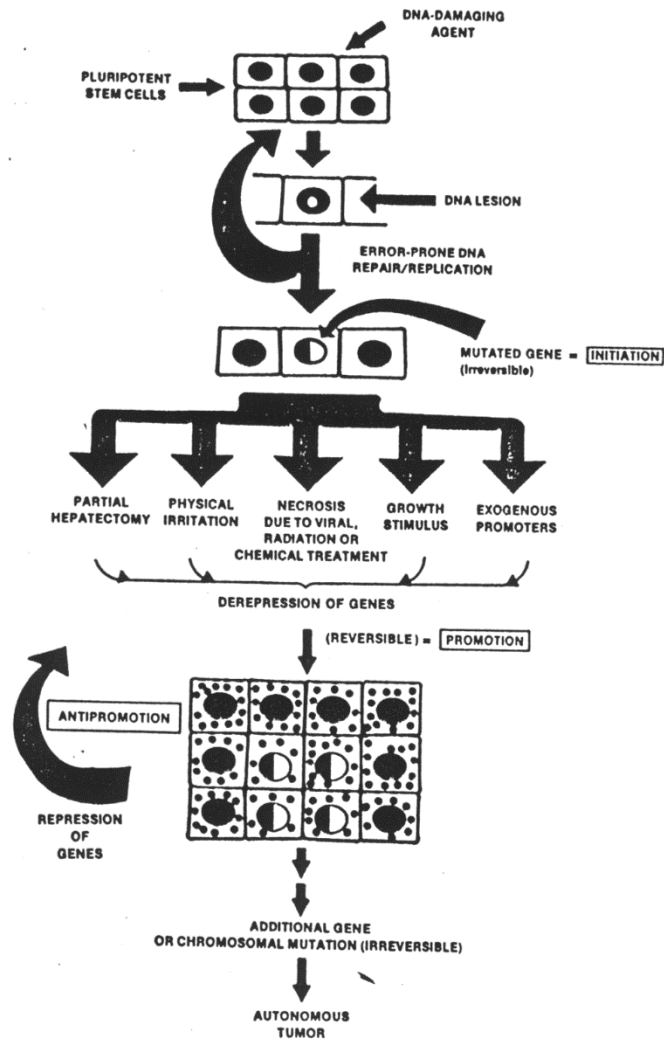 DNA-DAMAGING
AGENT
PLURIPOTENT
STEM CELLS
DNA LESION
ERROR-PRONE DNA
REPAIR/REPLICATION
MUTATED GENE = INITIATION
(Irreversible)
PARTIAL
HEPATECTOMY
PHYSICAL
IRRITATION
NECROSIS
DUE TO VIRAL,
RADIATION OR
CHEMICAL TREATMENT
GROWTH
STIMULUS
EXOGENOUS
PROMOTERS
DEREPRESSION OF GENES
(REVERSIBLE) = PROMOTION
ANTIPROMOTION
REPRESSION
OF
GENES
ADDITIONAL GENE
OR CHROMOSOMAL MUTATION (IRREVERSIBLE)
AUTONOMOUS
TUMOR